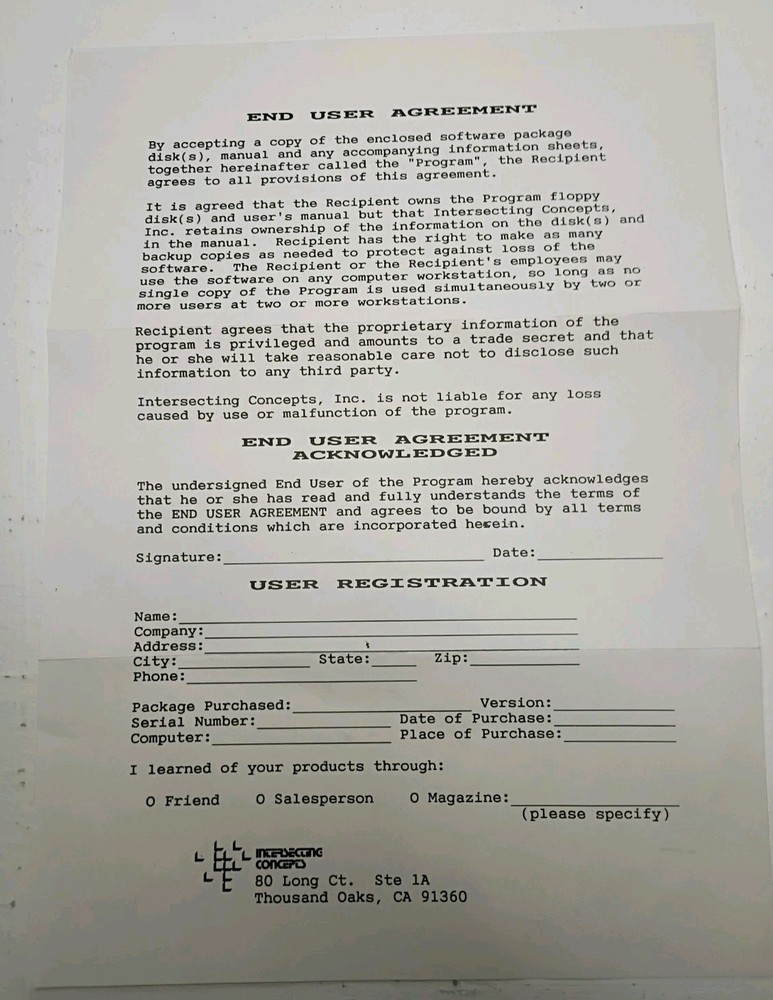 END USER AGREEMENT
By accepting a copy of the enclosed software package
disk(s), manual and any accompanying information sheets,
together hereinafter called the "Program", the Recipient
agrees to all provisions of this agreement.
It is agreed that the Recipient owns the Program floppy
disk(s) and user's manual but that Intersecting Concepts,
Inc. retains ownership of the information on the disk(s) and
in the manual. Recipient has the right to make as many
backup copies as needed to protect against loss of the
software. The Recipient or the Recipient's employees may
use the software on any computer workstation, so long as no
single copy of the Program is used simultaneously by two or
more users at two or more workstations.
Recipient agrees that the proprietary information of the
program is privileged and amounts to a trade secret and that
he or she will take reasonable care not to disclose such
information to any third party.
Intersecting Concepts, Inc. is not liable for any loss
caused by use or malfunction of the program.
END USER AGREEMENT
ACKNOWLEDGED
The undersigned End User of the Program hereby acknowledges
that he or she has read and fully understands the terms of
the END USER AGREEMENT and agrees to be bound by all terms
and conditions which are incorporated herein.
Signature: Date:
USER REGISTRATION
Name:
Company:
Address:
City: State: Zip:
Phone:
Package Purchased: Version:
Serial Number: Date of Purchase:
Computer: Place of Purchase:
I learned of your products through:
O Friend O Salesperson O Magazine:
(please specify)
INTERSECTING
CONCEPTS
80 Long Ct. Ste 1A
Thousand Oaks, CA 91360